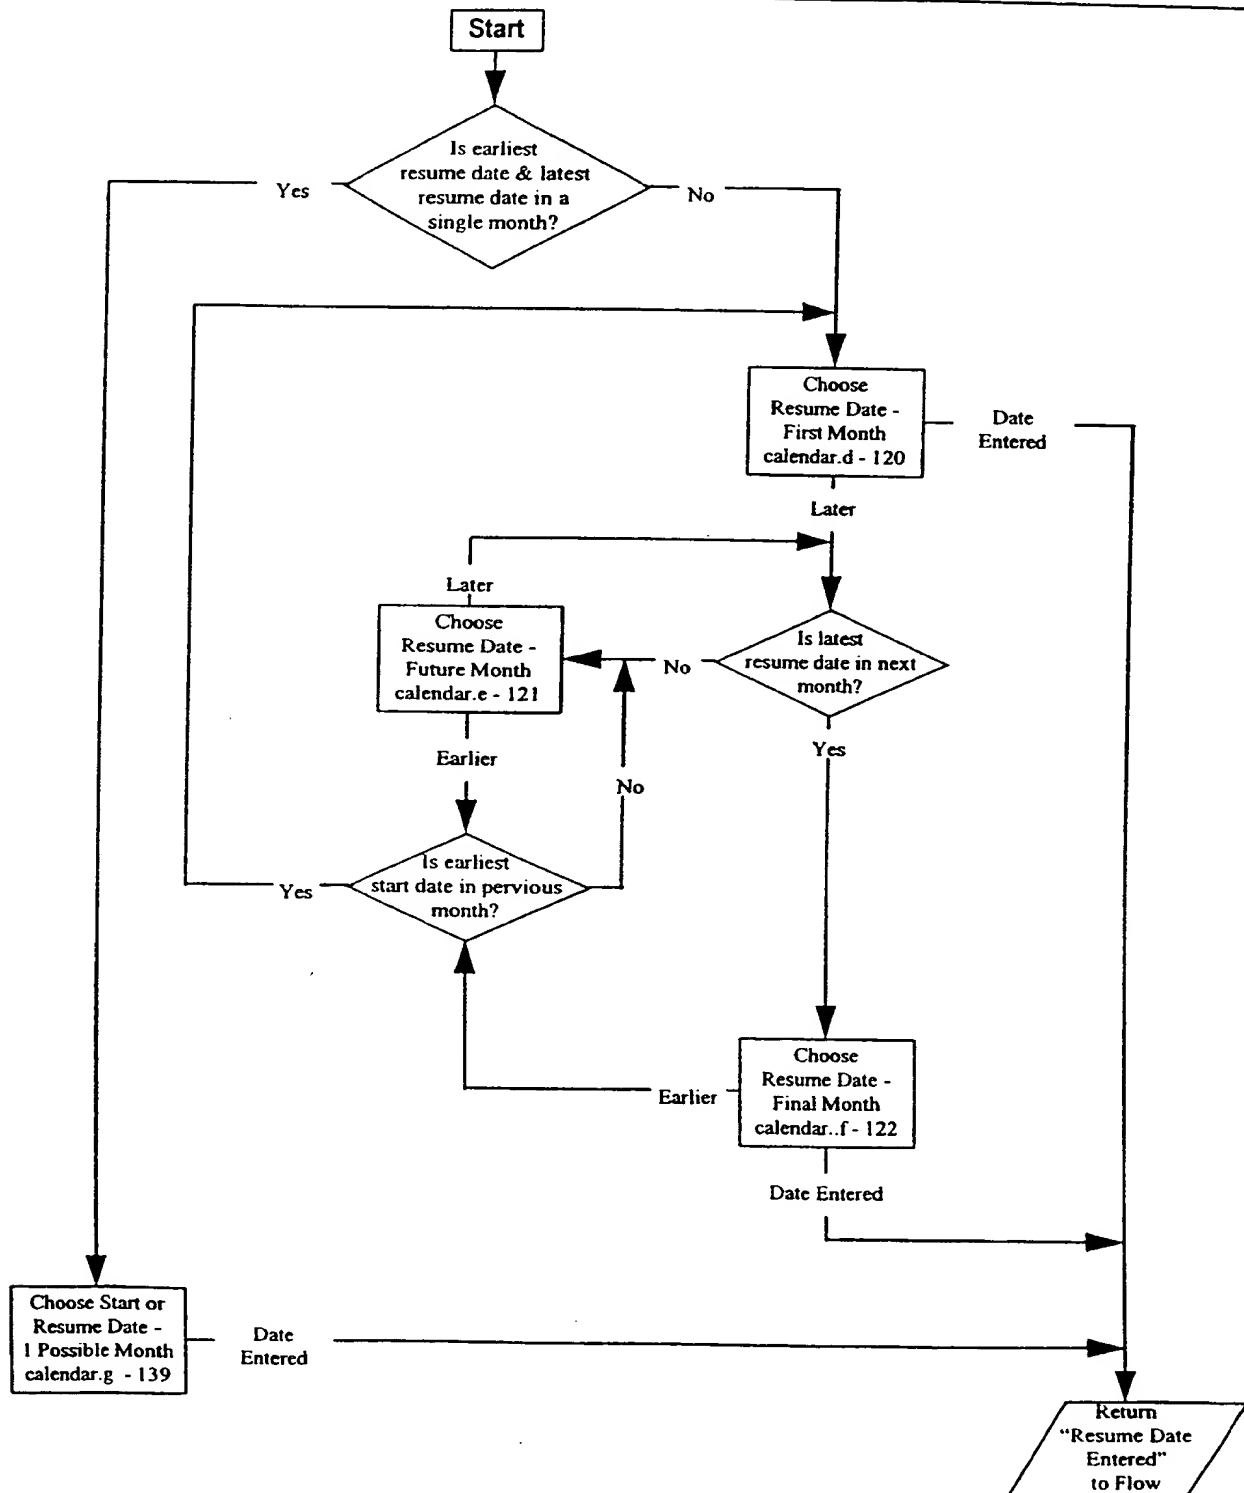 Start
Is earliest
resume date & latest
resume date in a
single month?
Yes
No
Choose
Resume Date -
First Month
calendar.d - 120
Date
Entered
Later
Later
Choose
Resume Date -
Future Month
calendar.e - 121
No
Is latest
resume date in next
month?
Earlier
No
Yes
Is earliest
start date in pervious
month?
Yes
Choose
Resume Date -
Final Month
calendar..f - 122
Earlier
Date Entered
Choose Start or
Resume Date -
1 Possible Month
calendar.g - 139
Date
Entered
Return
"Resume Date
Entered"
to Flow